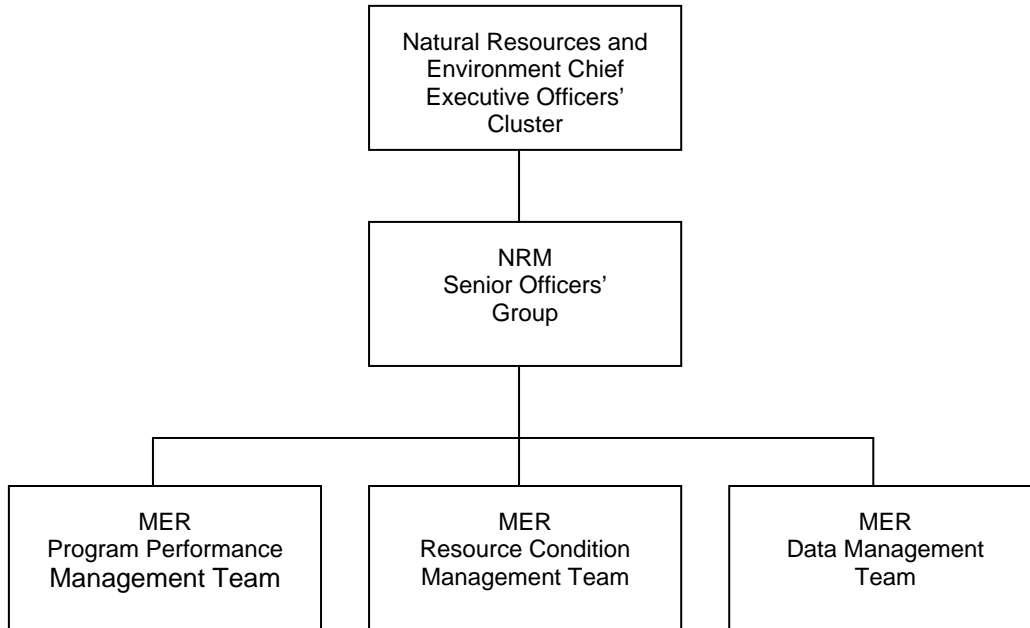 Natural Resources and
Environment Chief
Executive Officers’
Cluster
NRM
Senior Officers’
Group
MER
Program Performance
Management Team
MER
Resource Condition
Management Team
MER
Data Management
Team